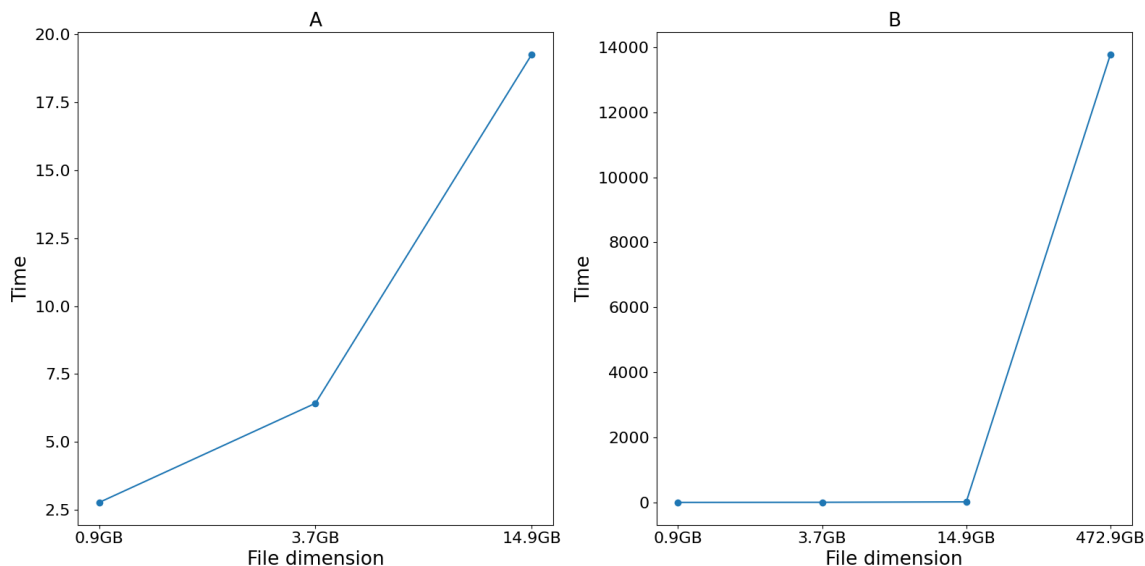 A
20.0
17.5
15.0
12.5
10.0
7.5
5.0
2.5
Time
0.9GB 3.7GB 14.9GB
File dimension
B
14000
12000
10000
8000
6000
4000
2000
0
Time
0.9GB 3.7GB 14.9GB 472.9GB
File dimension